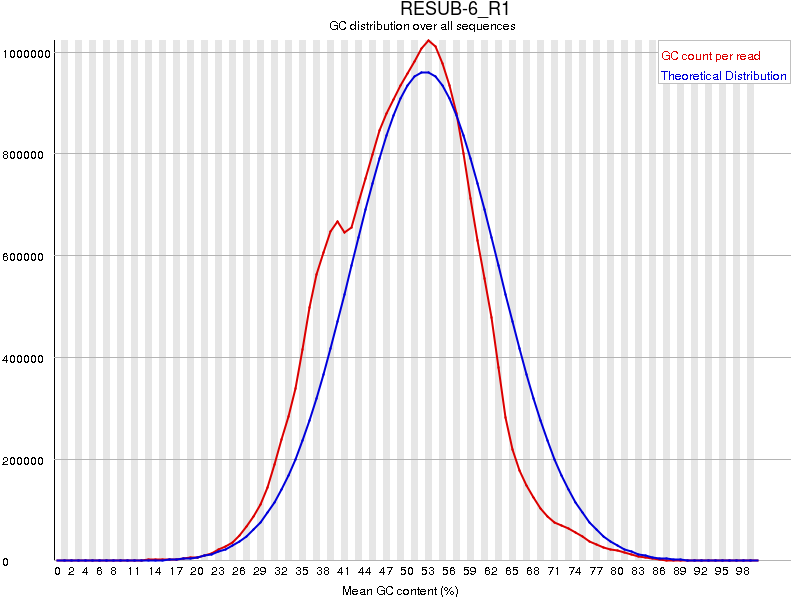 RESUB-6_R1
GC distribution over all sequences
GC count per read
Theoretical Distribution
1000000
800000
600000
400000
200000
0
0 2 4 6 8 11 14 17 20 23 26 29 32 35 38 41 44 47 50 53 56 59 62 65 68 71 74 77 80 83 86 89 92 95 98
Mean GC content (%)